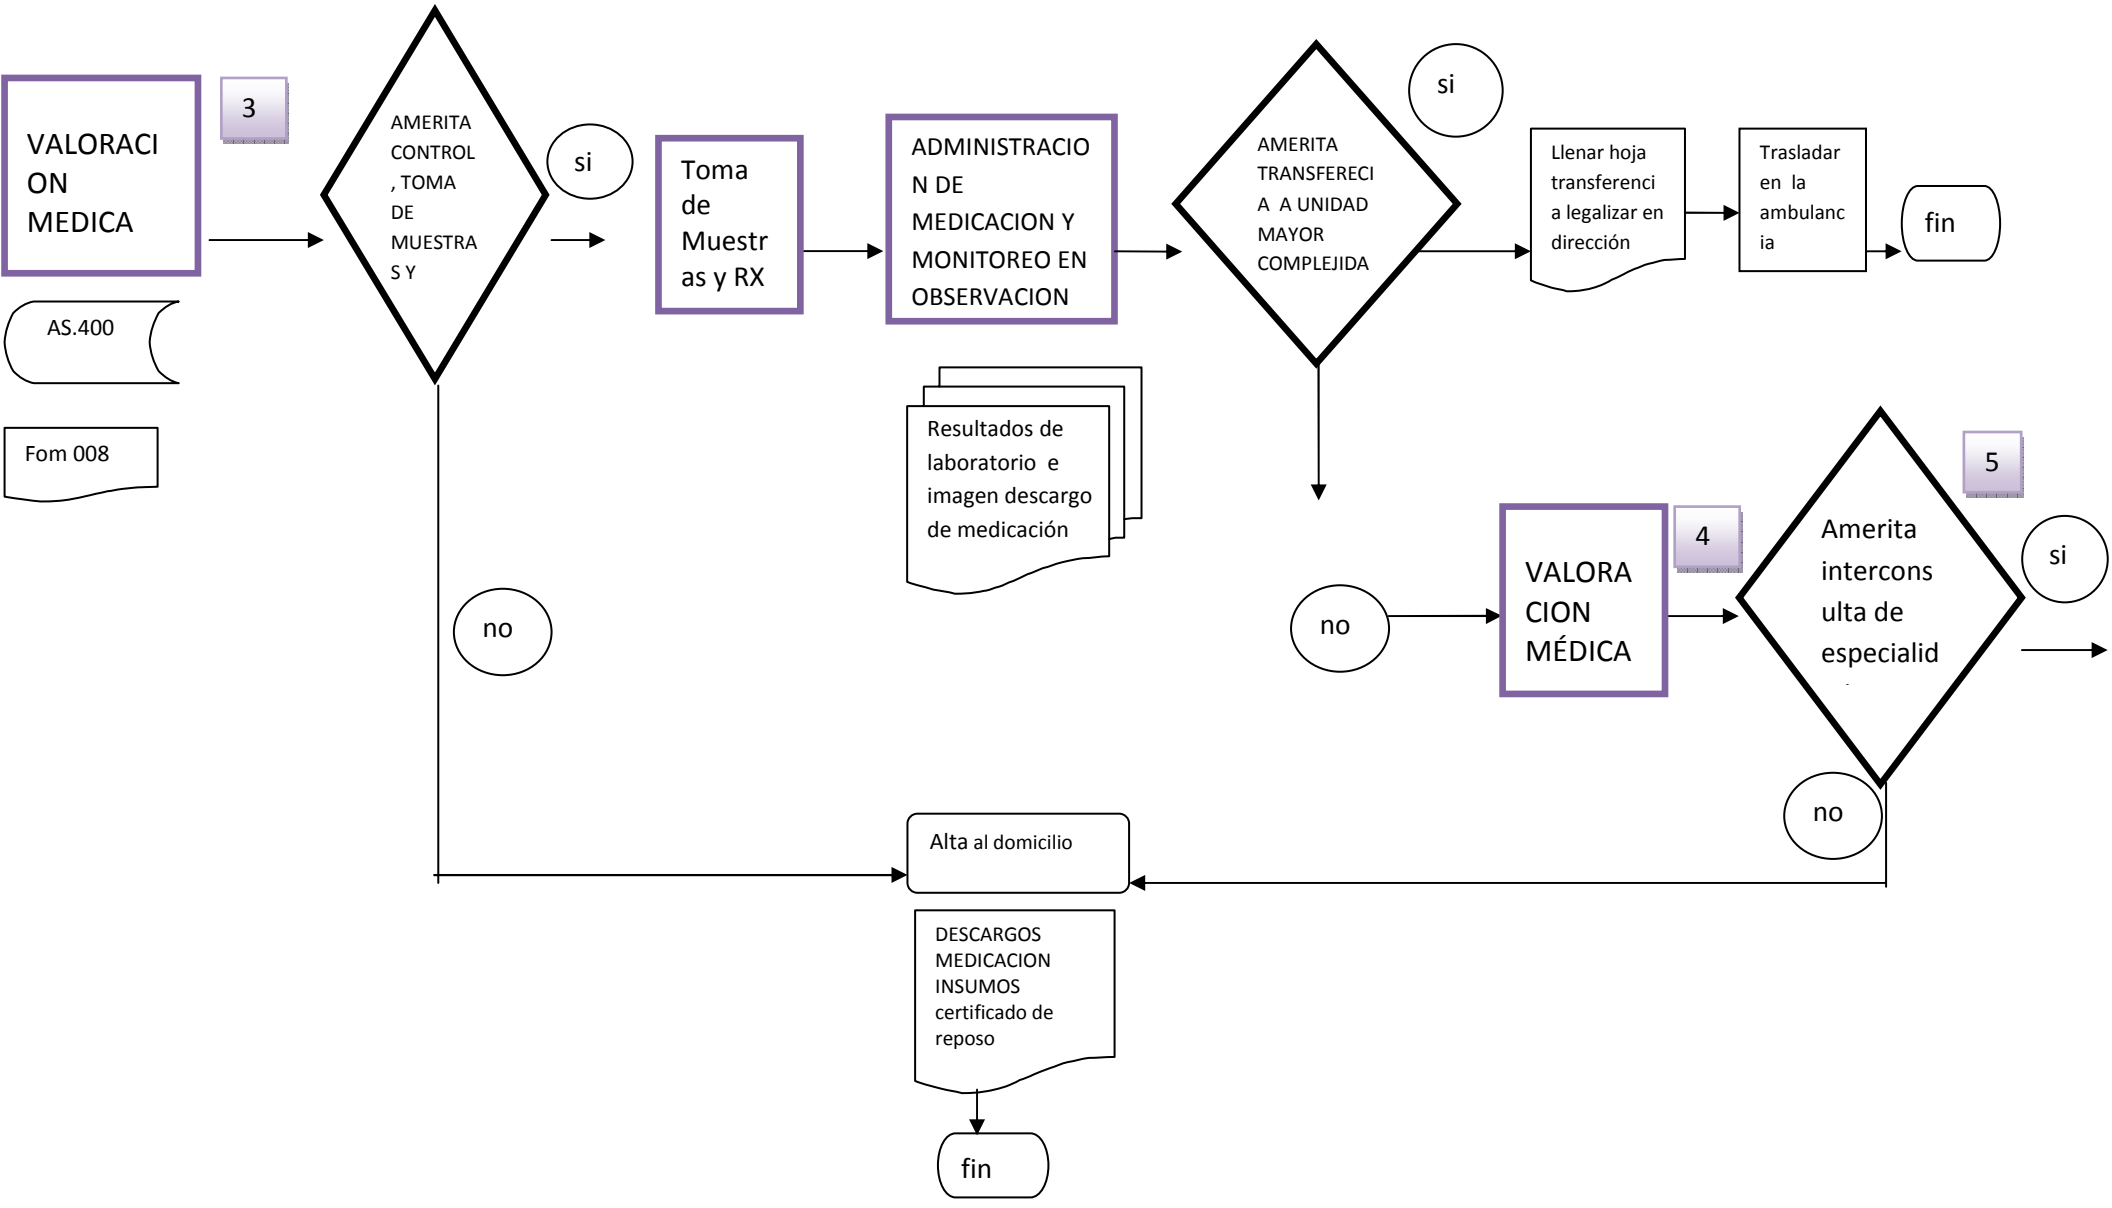 VALORACI
ON
MEDICA
3
AS.400
Fom 008
AMERITA
CONTROL
, TOMA
DE
MUESTRA
S Y
si
no
Toma
de
Muestr
as y RX
ADMINISTRACIO
N DE
MEDICACION Y
MONITOREO EN
OBSERVACION
Resultados de
laboratorio e
imagen descargo
de medicación
AMERITA
TRANSFERECI
A A UNIDAD
MAYOR
COMPLEJIDA
si
Llenar hoja
transferenci
a legalizar en
dirección
Trasladar
en la
ambulanc
ia
fin
no
VALORA
CION
MÉDICA
4
Amerita
intercons
ulta de
especialid
5
si
no
Alta al domicilio
DESCARGOS
MEDICACION
INSUMOS
certificado de
reposo
fin